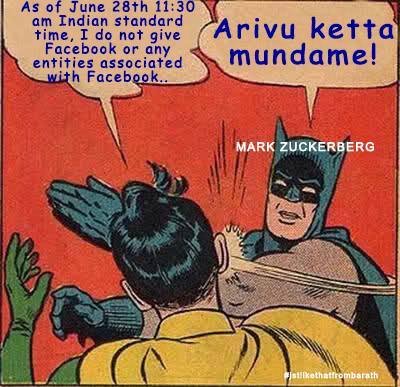 As of June 28th 11:30
am Indian standard
time, I do not give
Facebook or any
entities associated
with Facebook..
Arivu ketta
mundame!
MARK ZUCKERBERG
#jstlikethatfrombarath